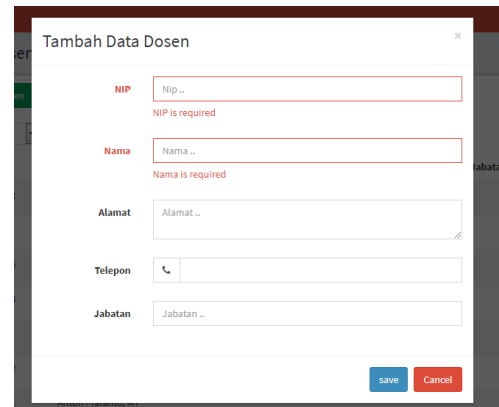 Tambah Data Dosen
×
NIP
Nip ..
NIP is required
Nama
Nama ..
Nama is required
Alamat
Alamat ..
Telepon
Jabatan
Jabatan ..
save
Cancel